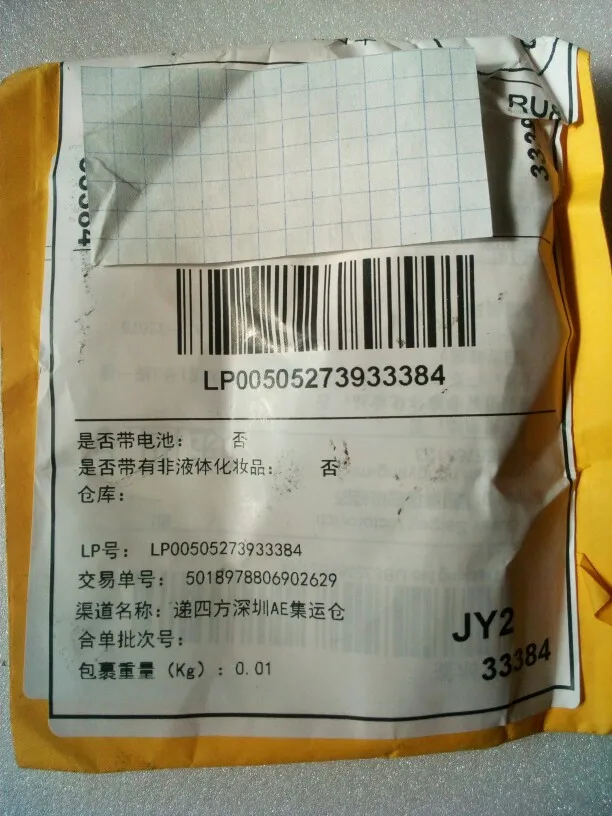 LP00505273933384
是否带电池： 否
是否带有非液体化妆品： 否
仓库：
LP号： LP00505273933384
交易单号： 5018978806902629
渠道名称：递四方深圳AE集运仓
合单批次号：
包裹重量（Kg）：0.01
JY2
33384